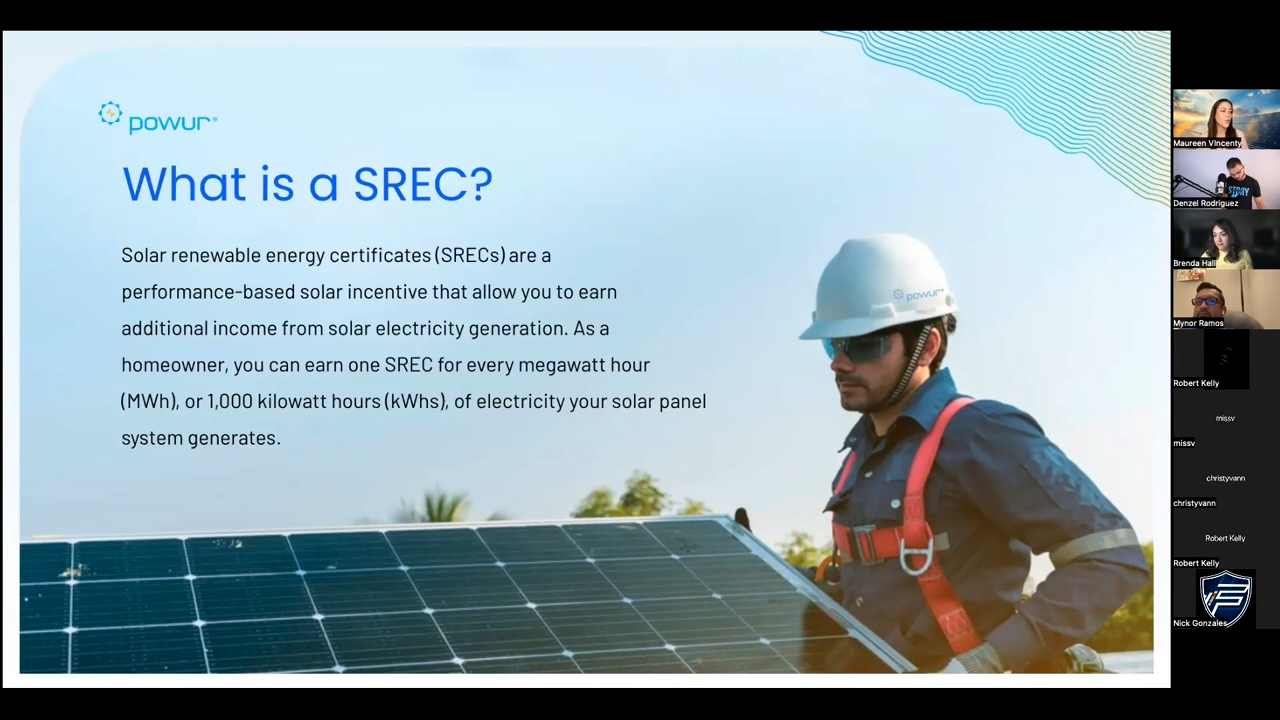 powur®
What is a SREC?
Solar renewable energy certificates (SRECs) are a
performance-based solar incentive that allow you to earn
additional income from solar electricity generation. As a
homeowner, you can earn one SREC for every megawatt hour
(MWh), or 1,000 kilowatt hours (kWhs), of electricity your solar panel
system generates.
powur
Maureen VIncenty
Denzel Rodriguez
Brenda Hall
Mynor Ramos
Robert Kelly
missv
missv
christyvann
christyvann
Robert Kelly
Robert Kelly
Nick Gonzales